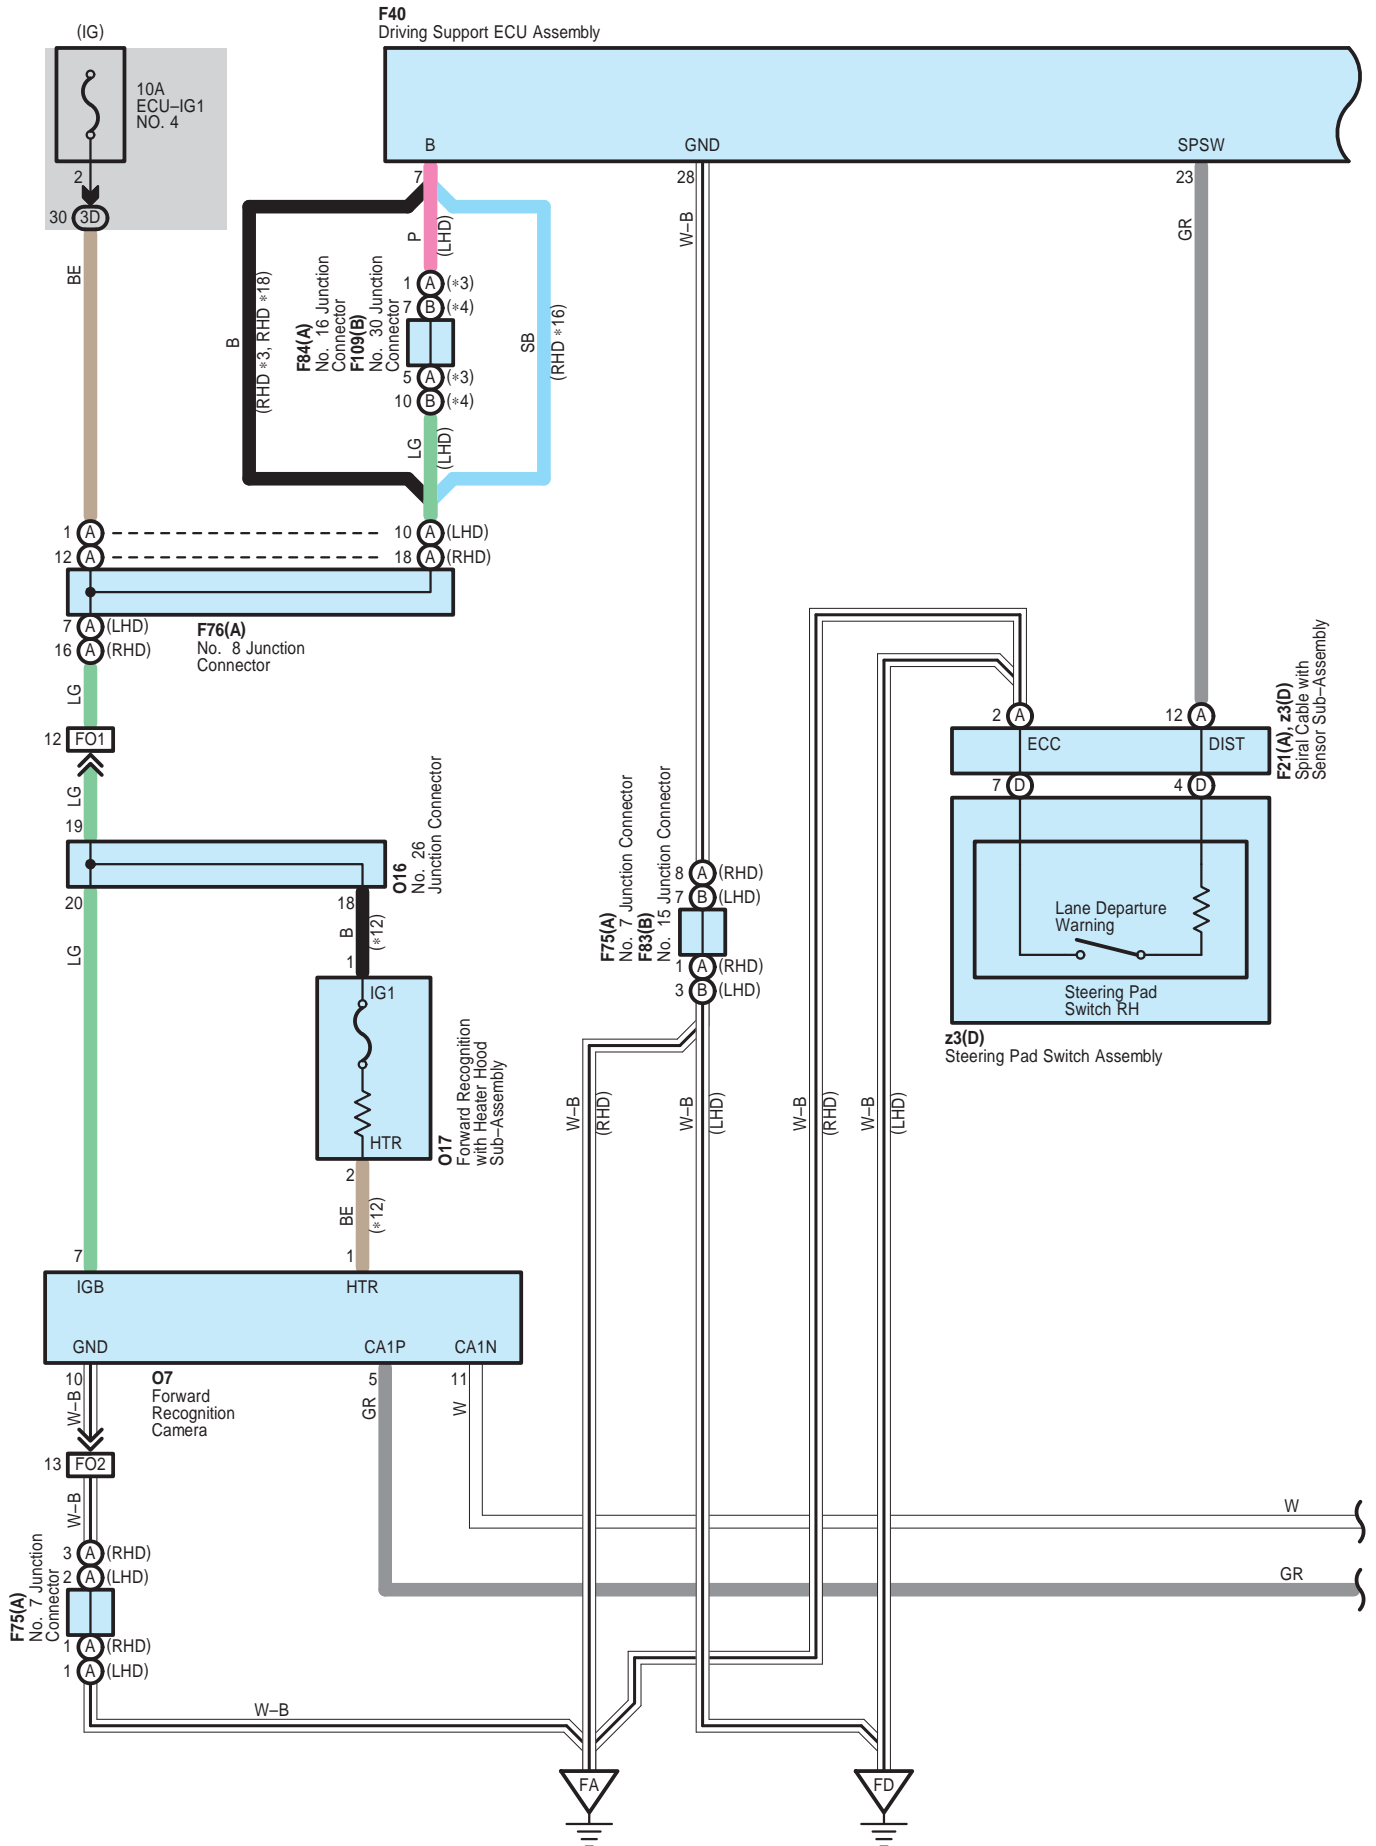 F40
Driving Support ECU Assembly
(IG)
10A
ECU–IG1
NO. 4
2
30 3D
B
GND
SPSW
7
28
23
BE
P
(LHD)
W–B
GR
1 A (∗3)
7 B (∗4)
F84(A)
No. 16 Junction
Connector
F109(B)
No. 30 Junction
Connector
B
(RHD ∗3, RHD ∗18)
SB
(RHD ∗16)
5 A (∗3)
10 B (∗4)
LG
(LHD)
1 A
10 A (LHD)
12 A
18 A (RHD)
7 A (LHD)
16 A (RHD)
F76(A)
No. 8 Junction
Connector
LG
12 FO1
LG
19
O16
No. 26
Junction Connector
20
18
LG
B
(∗12)
1
IG1
HTR
O17
Forward Recognition
with Heater Hood
Sub–Assembly
2
BE
(∗12)
7
1
IGB
HTR
GND
CA1P
CA1N
10
5
11
O7
Forward
Recognition
Camera
W–B
GR
W
13 FO2
W–B
3 A (RHD)
2 A (LHD)
F75(A)
No. 7 Junction
Connector
1 A (RHD)
1 A (LHD)
W–B
F75(A)
No. 7 Junction Connector
F83(B)
No. 15 Junction Connector
8 A (RHD)
7 B (LHD)
1 A (RHD)
3 B (LHD)
W–B
(RHD)
W–B
(LHD)
W–B
(RHD)
W–B
(LHD)
2 A
12 A
ECC
DIST
F21(A), z3(D)
Spiral Cable with
Sensor Sub–Assembly
7 D
4 D
Lane Departure
Warning
Steering Pad
Switch RH
z3(D)
Steering Pad Switch Assembly
W
GR
FA
FD